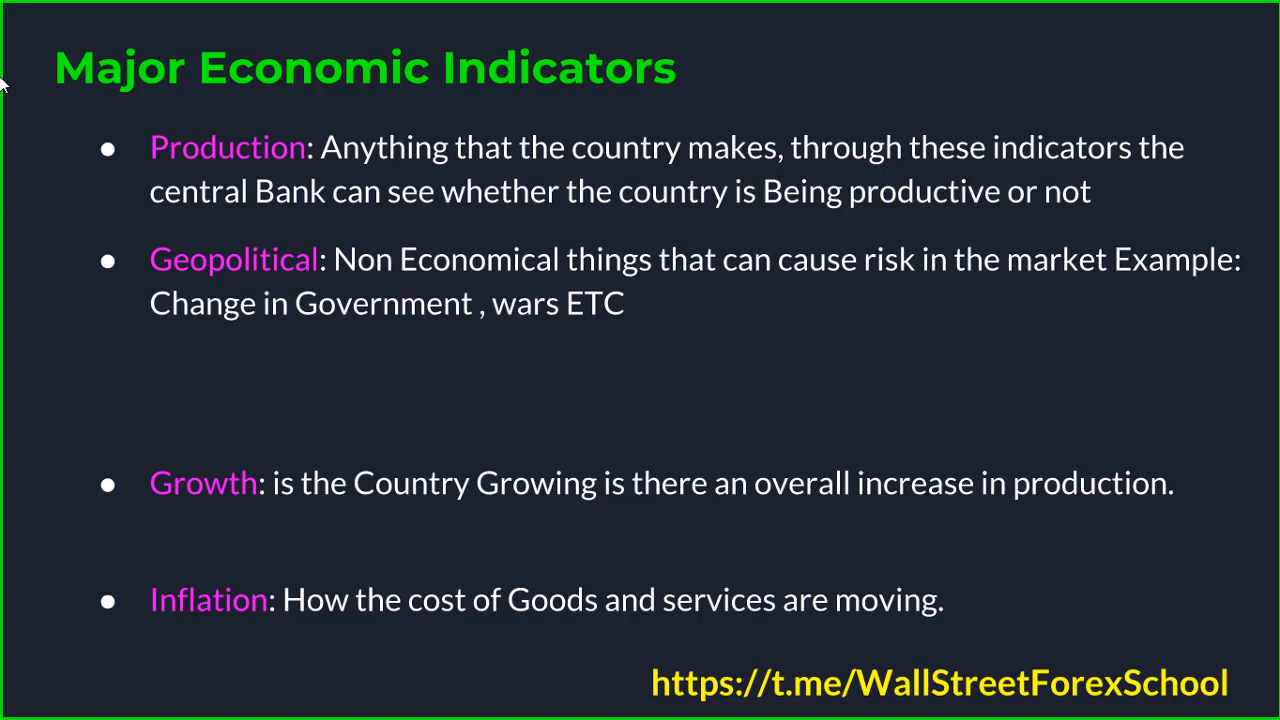 Major Economic Indicators
● Production: Anything that the country makes, through these indicators the
central Bank can see whether the country is Being productive or not
● Geopolitical: Non Economical things that can cause risk in the market Example:
Change in Government , wars ETC
● Growth: is the Country Growing is there an overall increase in production.
● Inflation: How the cost of Goods and services are moving.
https://t.me/WallStreetForexSchool